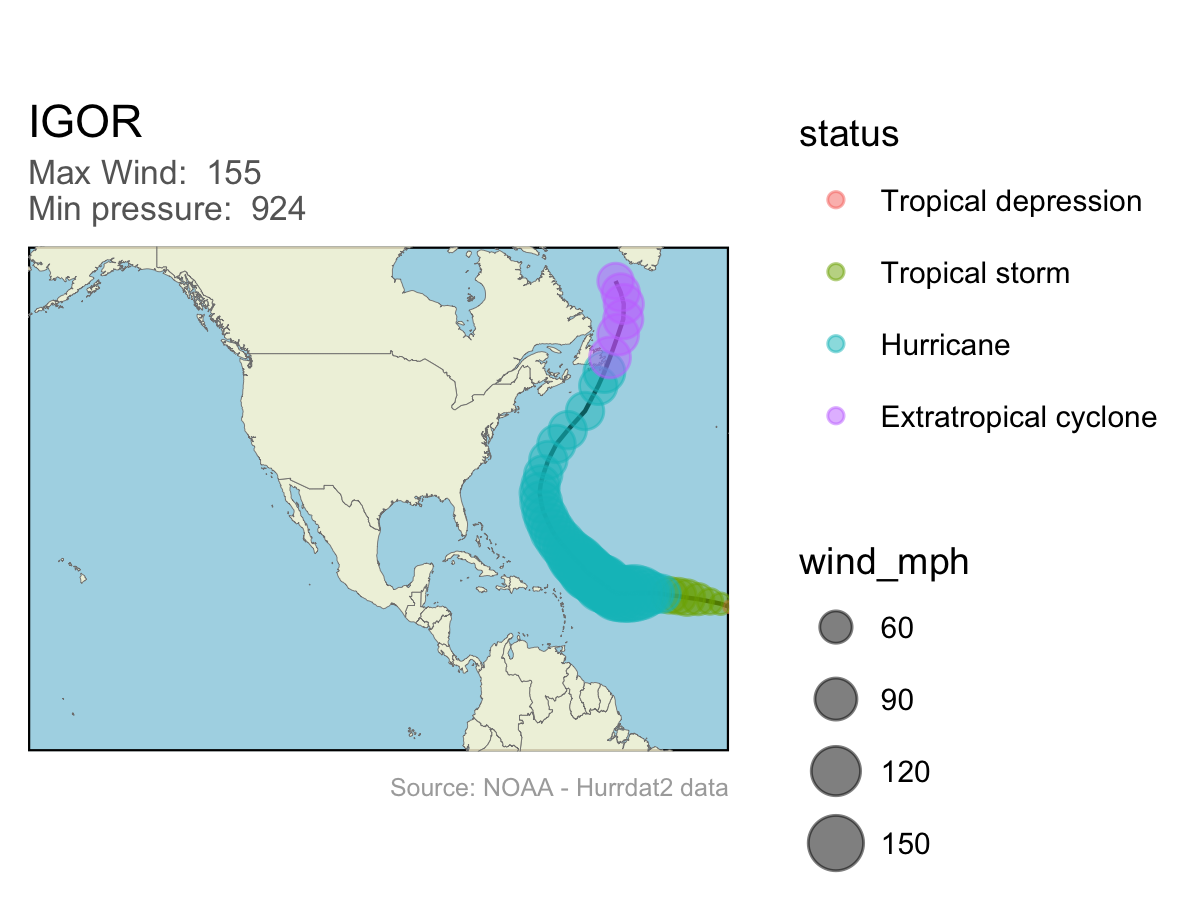 IGOR
Max Wind:  155
Min pressure:  924
status
Tropical depression
Tropical storm
Hurricane
Extratropical cyclone
wind_mph
60
90
120
150
Source: NOAA - Hurrdat2 data